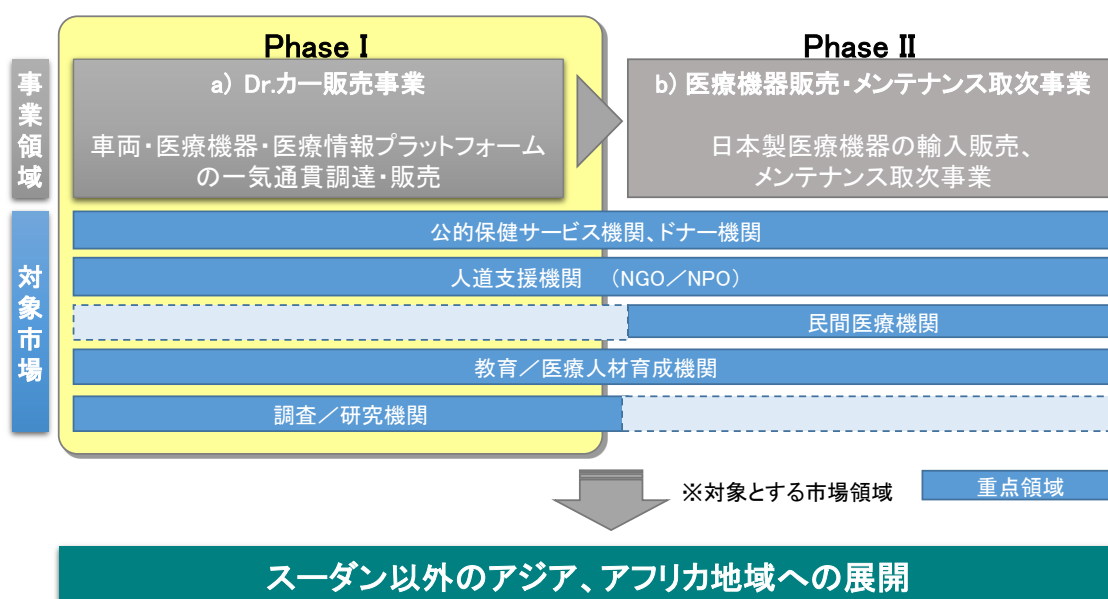 Phase Ⅰ
Phase Ⅱ
事業領域
a) Dr.カー販売事業
車両・医療機器・医療情報プラットフォーム
の一気通貫調達・販売
b) 医療機器販売・メンテナンス取次事業
日本製医療機器の輸入販売、
メンテナンス取次事業
対象市場
公的保健サービス機関、ドナー機関
人道支援機関 (NGO/NPO)
民間医療機関
教育/医療人材育成機関
調査/研究機関
※対象とする市場領域
重点領域
スーダン以外のアジア、アフリカ地域への展開